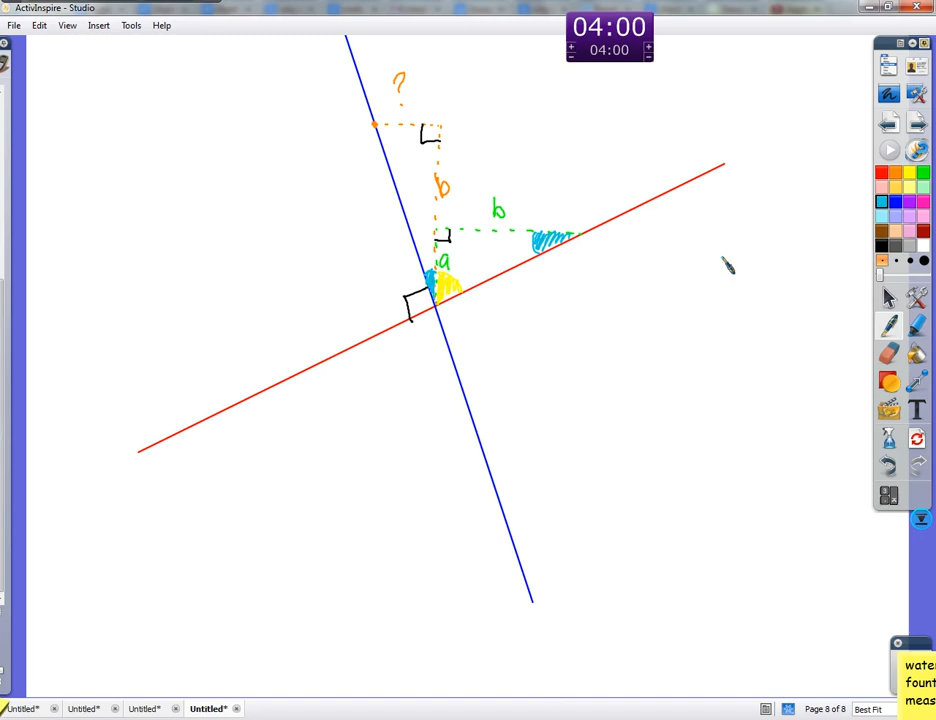 ActivInspire - Studio
File Edit View Insert Tools Help
04:00
04:00
?
b
b
a
wate
fount
meas
Untitled* Untitled* Untitled* Untitled*
Page 8 of 8 Best Fit